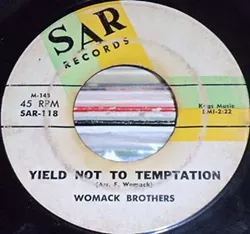 SAR
RECORDS
M-145
45 RPM
SAR-118
Kags Music
BMI-2:22
YIELD NOT TO TEMPTATION
(Arr. F. Womack)
WOMACK BROTHERS